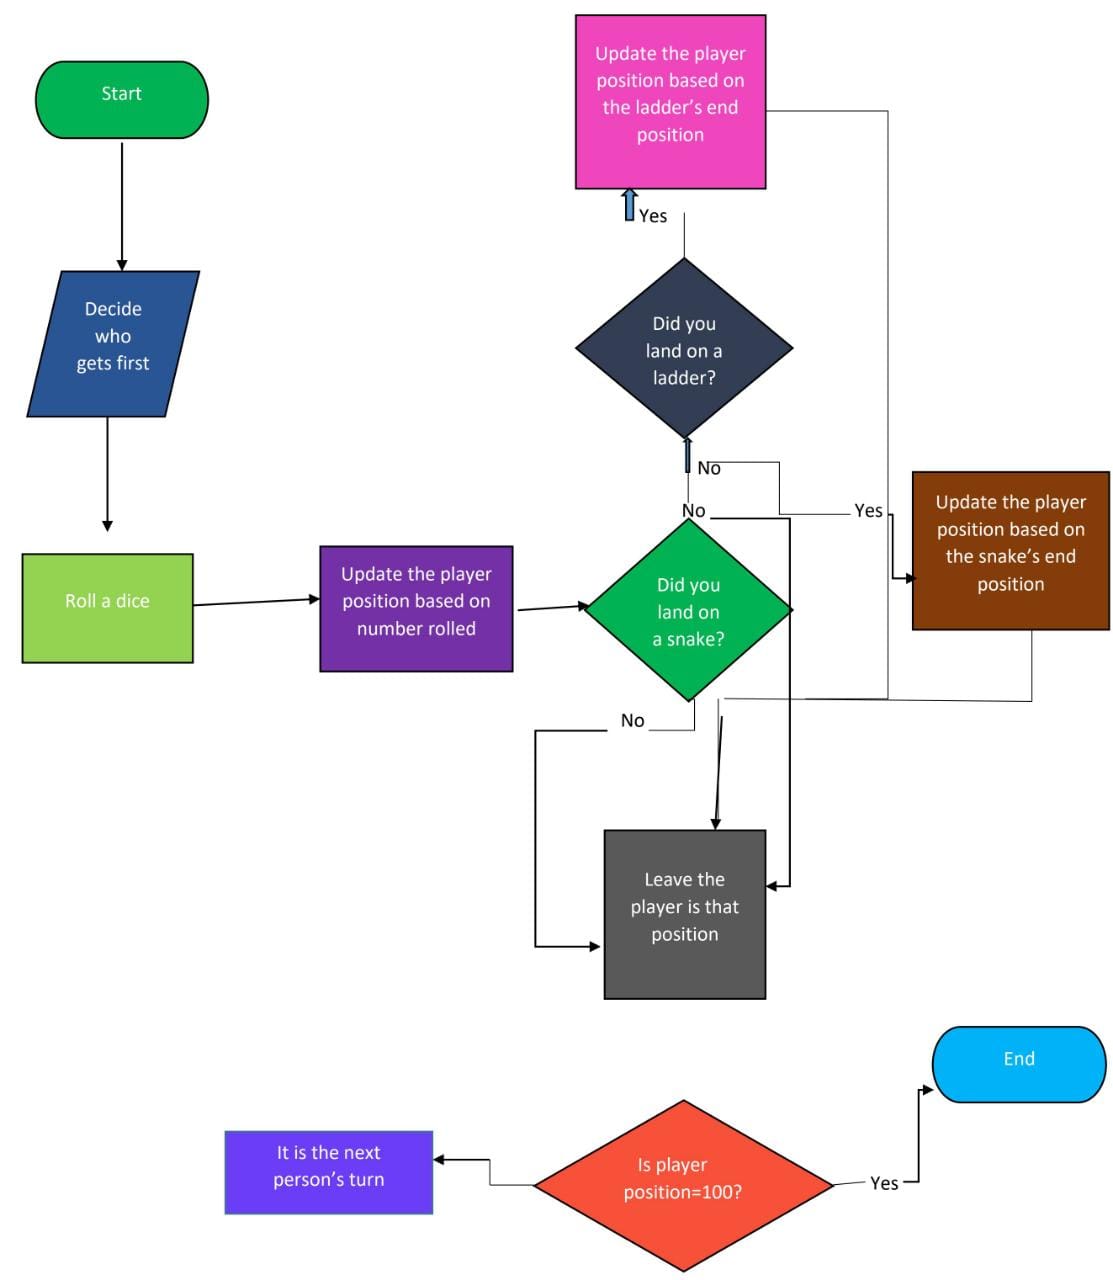 Start
Decide
who
gets first
Roll a dice
Update the player
position based on
number rolled
Update the player
position based on
the ladder's end
position
Yes
Did you
land on a
ladder?
No
No
Yes
Update the player
position based on
the snake's end
position
Did you
land on
a snake?
No
Leave the
player is that
position
End
Is player
position=100?
Yes
It is the next
person's turn